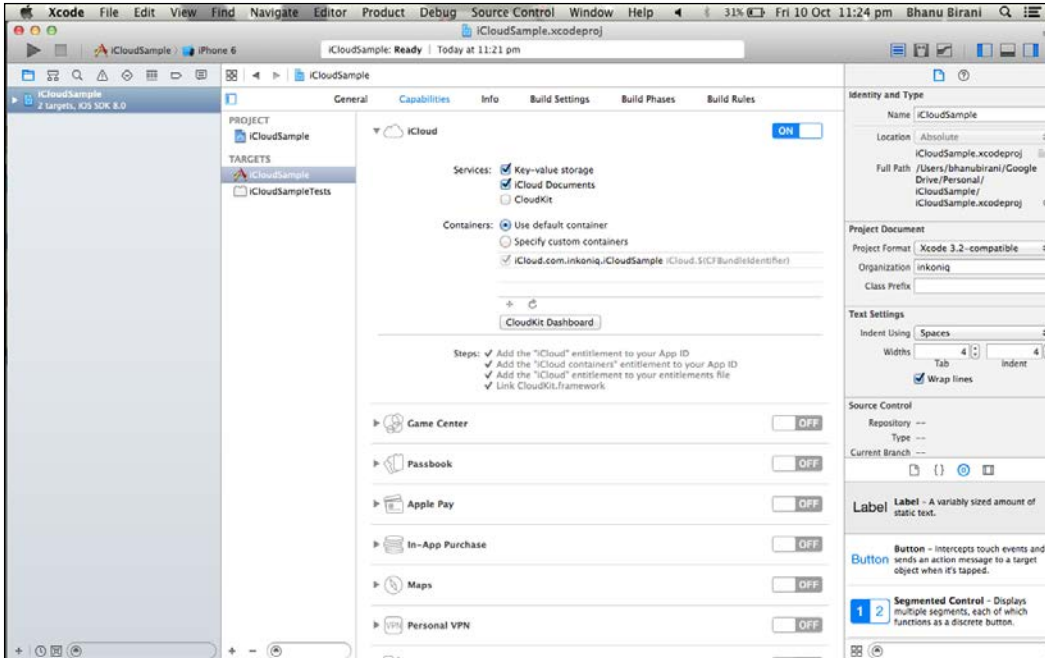 Xcode File Edit View Find Navigate Editor Product Debug Source Control Window Help 31% Fri 10 Oct 11:24 pm Bhanu Birani
iCloudSample.xcodeproj
iCloudSample iPhone 6
iCloudSample: Ready | Today at 11:21 pm
iCloudSample
2 targets, iOS SDK 8.0
iCloudSample
General Capabilities Info Build Settings Build Phases Build Rules
PROJECT
iCloudSample
TARGETS
iCloudSample
iCloudSampleTests
iCloud ON
Services: Key-value storage
iCloud Documents
CloudKit
Containers: Use default container
Specify custom containers
iCloud.com.inkoniq.iCloudSample iCloud.$(CFBundleIdentifier)
CloudKit Dashboard
Steps: ✓ Add the "iCloud" entitlement to your App ID
✓ Add the "iCloud containers" entitlement to your App ID
✓ Add the "iCloud" entitlement to your entitlements file
✓ Link CloudKit.framework
Game Center OFF
Passbook OFF
Apple Pay OFF
In-App Purchase OFF
Maps OFF
VPN Personal VPN OFF
Identity and Type
Name iCloudSample
Location Absolute
iCloudSample.xcodeproj
Full Path /Users/bhanubirani/Google
Drive/Personal/
iCloudSample/
iCloudSample.xcodeproj
Project Document
Project Format Xcode 3.2-compatible
Organization inkoniq
Class Prefix
Text Settings
Indent Using Spaces
Widths 4 4
Tab Indent
Wrap lines
Source Control
Repository --
Type --
Current Branch --
Label Label - A variably sized amount of
static text.
Button Button - Intercepts touch events and
sends an action message to a target
object when it's tapped.
1 2 Segmented Control - Displays
multiple segments, each of which
functions as a discrete button.